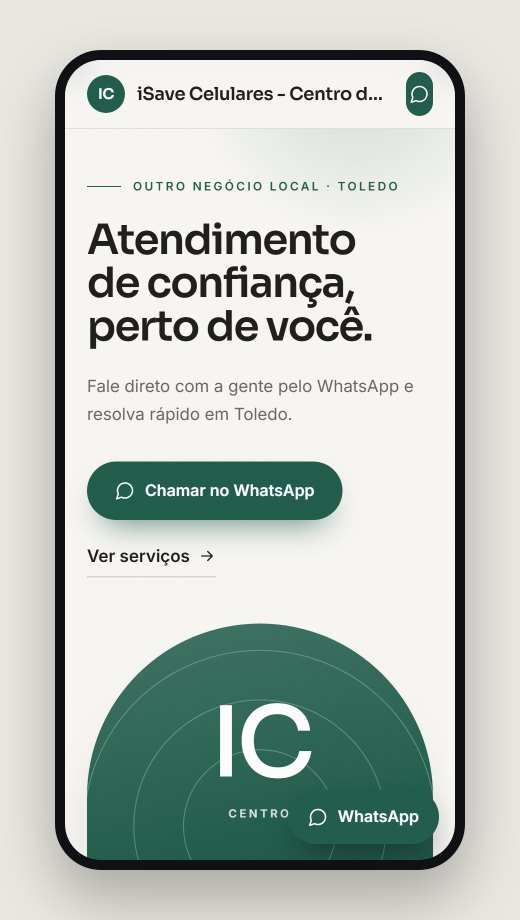 IC
iSave Celulares - Centro d...
OUTRO NEGÓCIO LOCAL · TOLEDO
Atendimento
de confiança,
perto de você.
Fale direto com a gente pelo WhatsApp e
resolva rápido em Toledo.
Chamar no WhatsApp
Ver serviços →
IC
CENTRO
WhatsApp